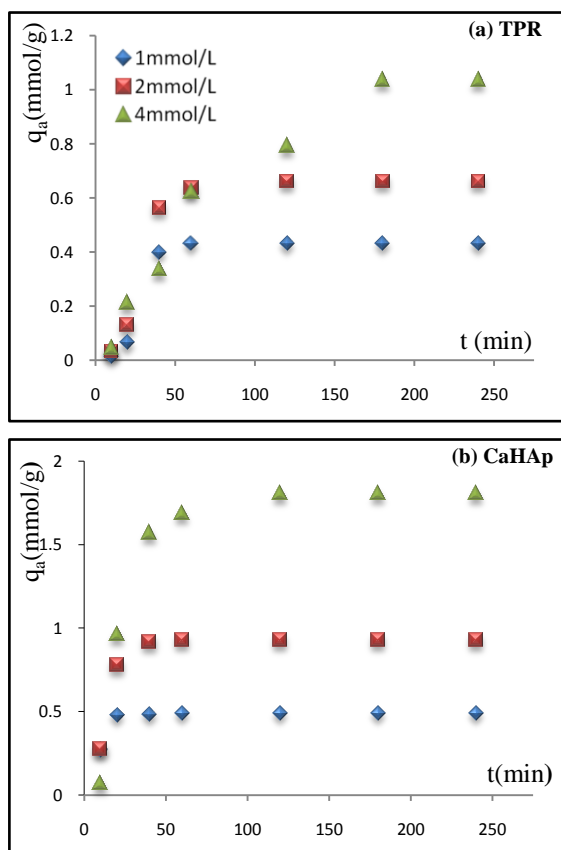 (a) TPR
qa(mmol/g)
1.2
1
0.8
0.6
0.4
0.2
0
1mmol/L
2mmol/L
4mmol/L
t (min)
0 50 100 150 200 250
(b) CaHAp
qa(mmol/g)
2
1.5
1
0.5
0
t(min)
0 50 100 150 200 250